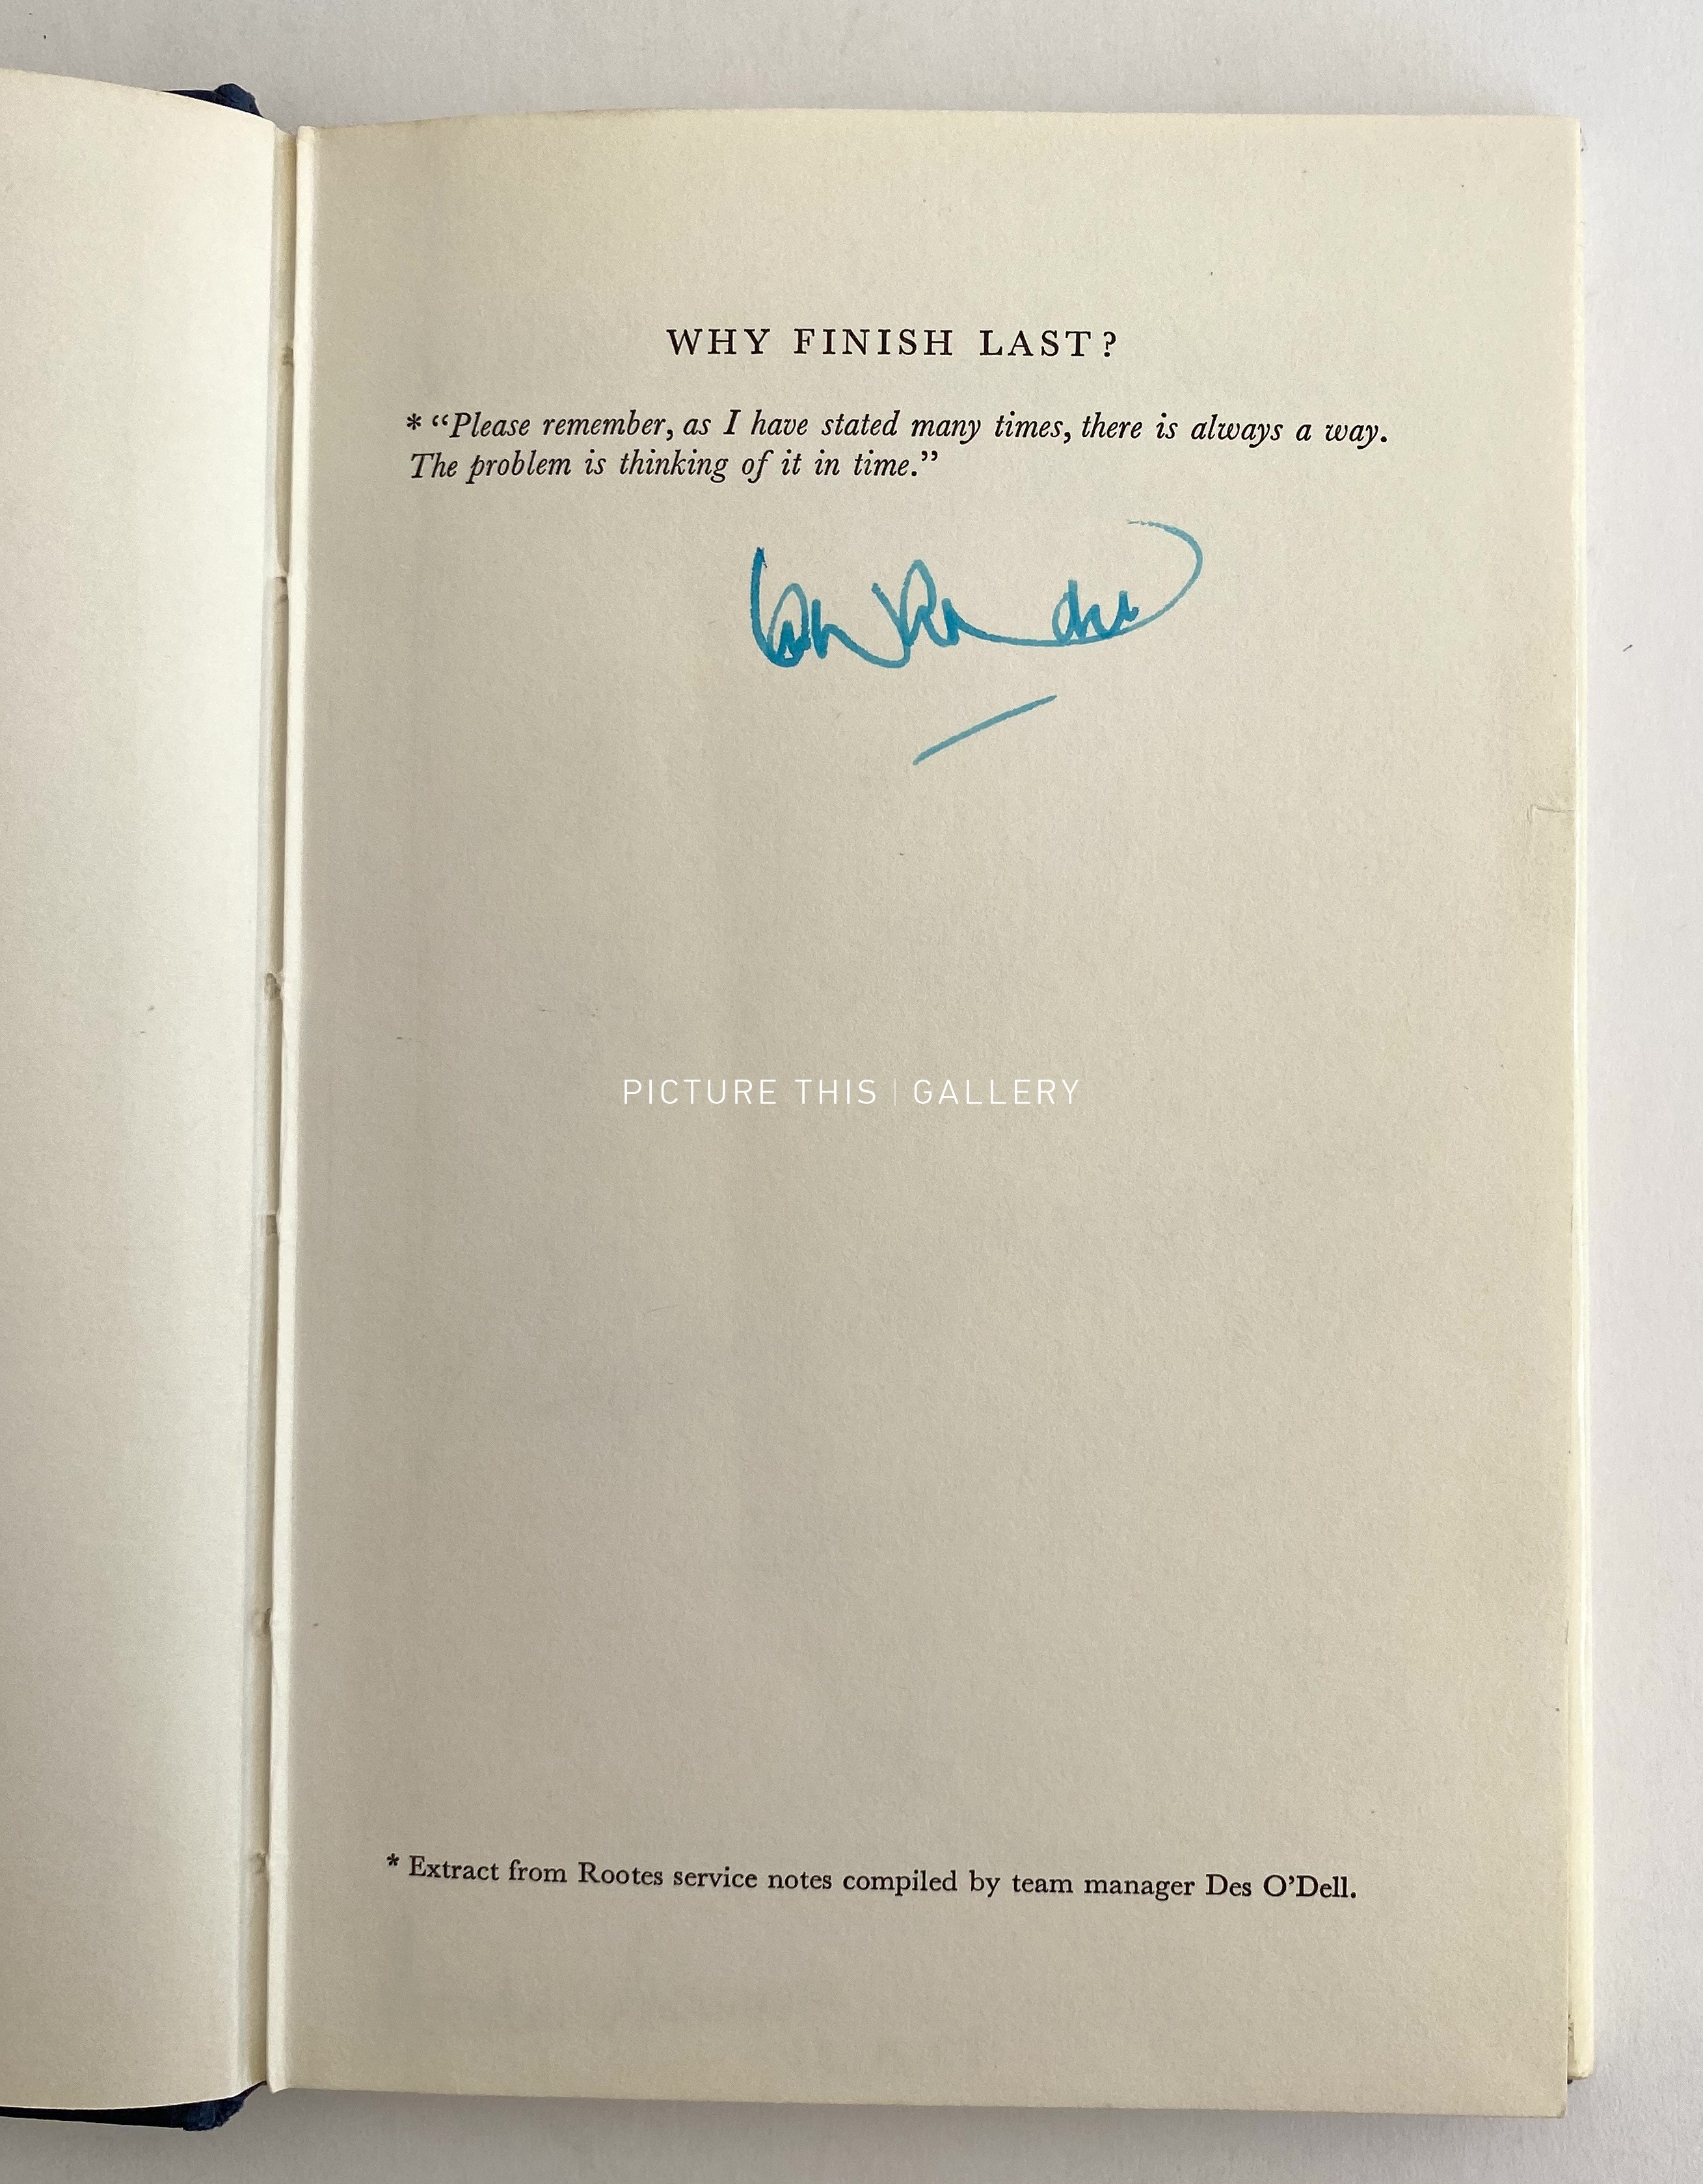 WHY FINISH LAST?
* “Please remember, as I have stated many times, there is always a way.
The problem is thinking of it in time.”
PICTURE THIS | GALLERY
* Extract from Rootes service notes compiled by team manager Des O’Dell.